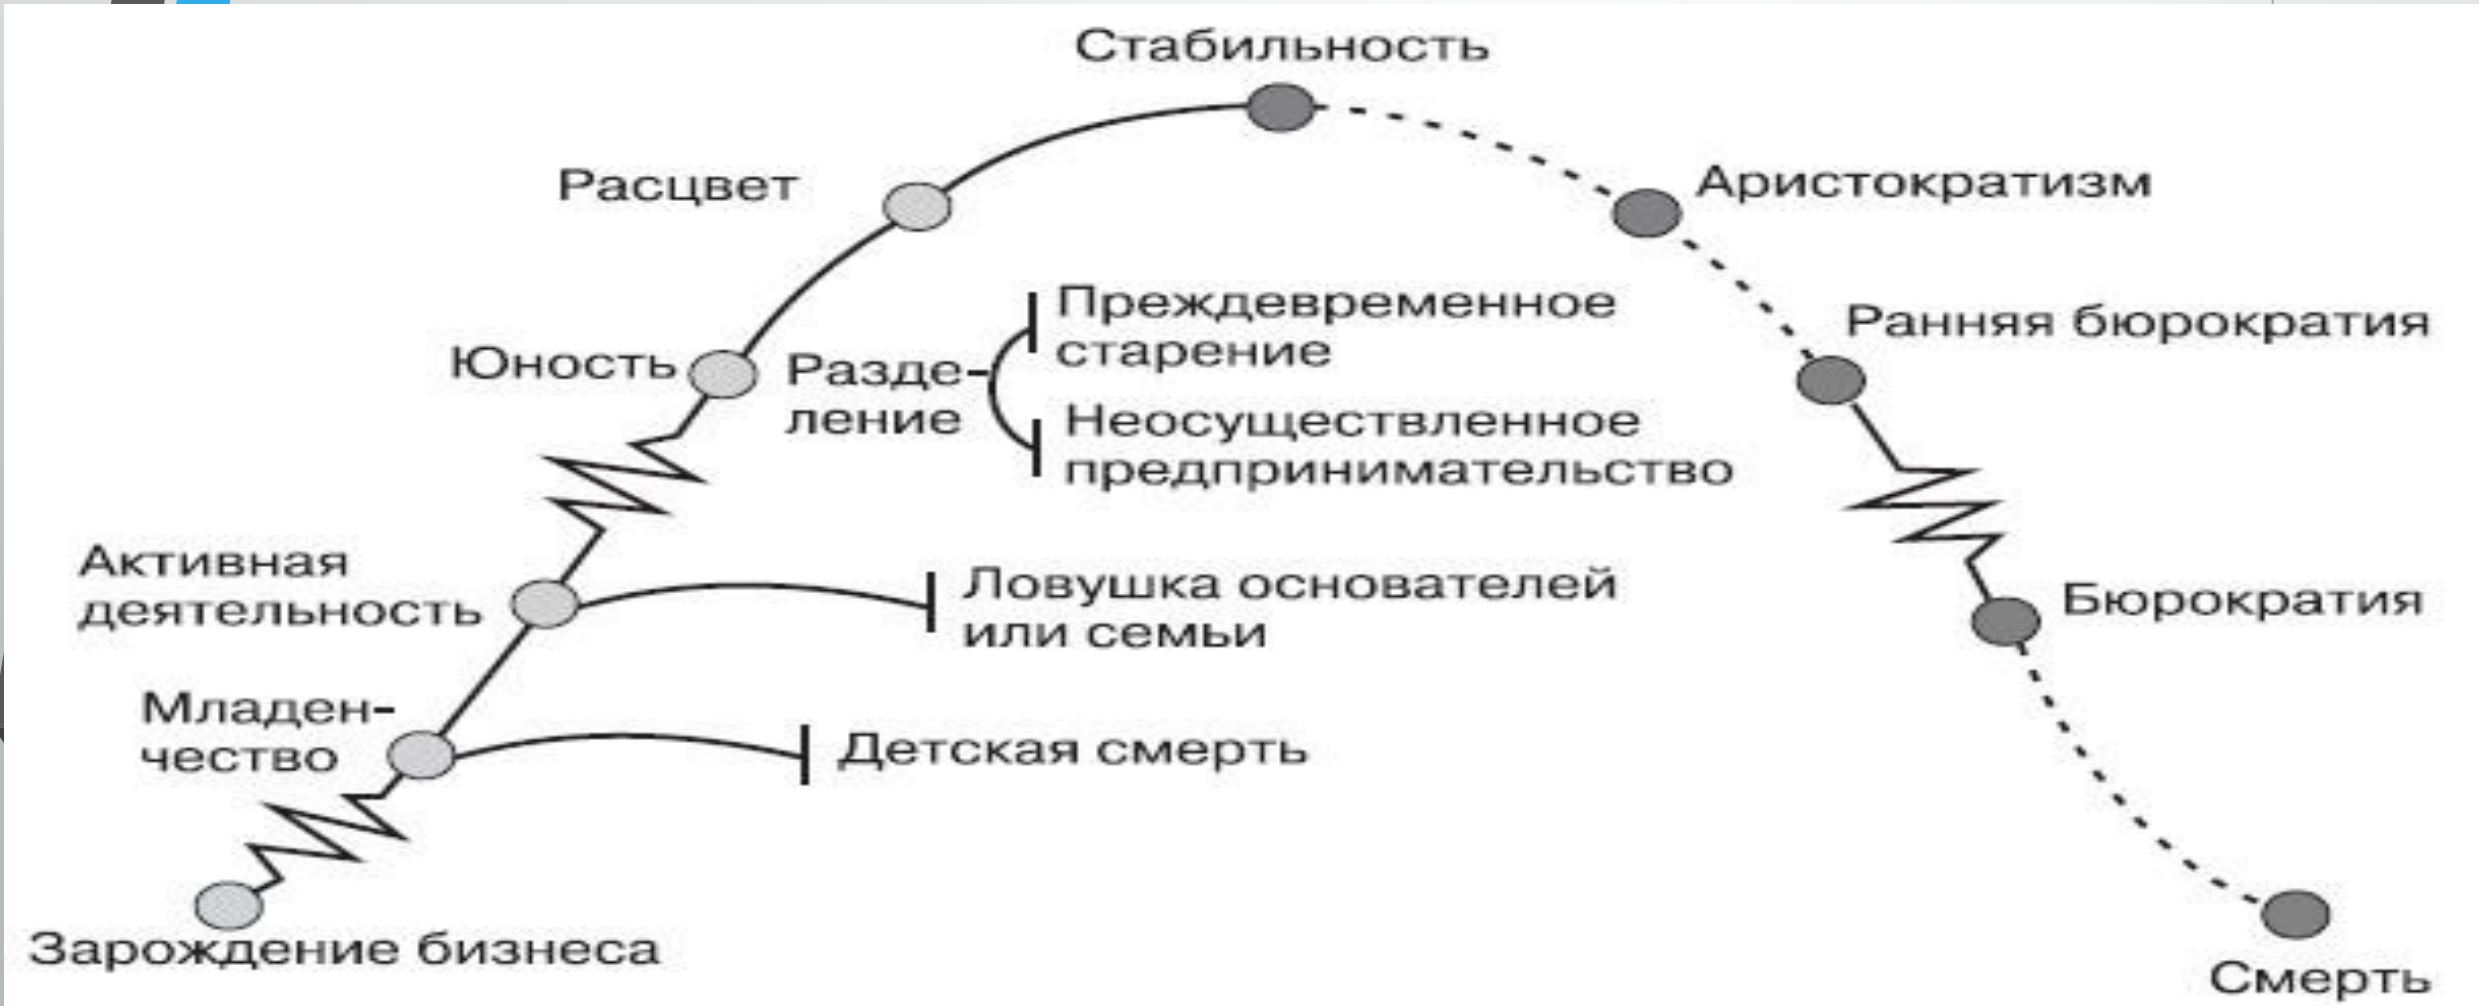 Стабильность
Расцвет
Аристократизм
Преждевременное
старение
Ранняя бюрократия
Юность
Разде-
ление
Неосуществленное
предпринимательство
Активная
деятельность
Ловушка основателей
или семьи
Бюрократия
Младен-
чество
Детская смерть
Зарождение бизнеса
Смерть